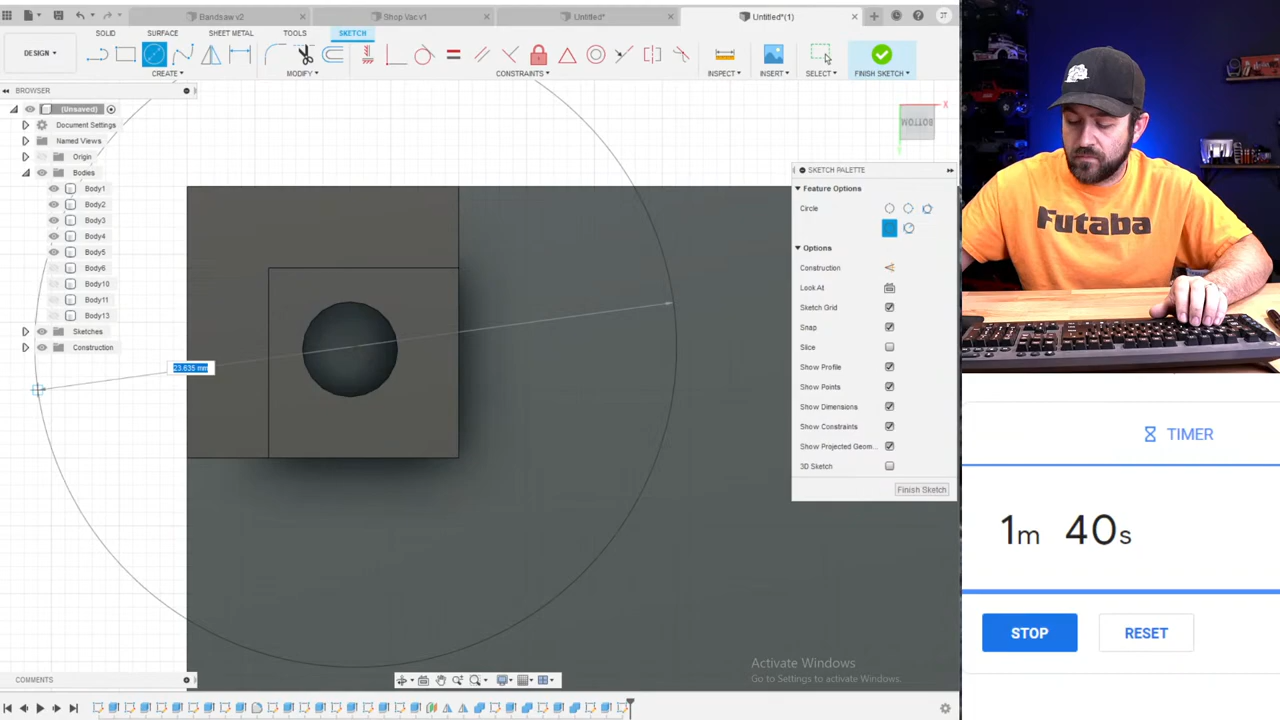 Bandsaw v2
Shop Vac v1
Untitled*
Untitled*(1)
JT
SOLID SURFACE SHEET METAL TOOLS SKETCH
DESIGN
CREATE MODIFY CONSTRAINTS INSPECT INSERT SELECT FINISH SKETCH
BROWSER
(Unsaved)
Document Settings
Named Views
Origin
Bodies
Body1
Body2
Body3
Body4
Body5
Body6
Body10
Body11
Body13
Sketches
Construction
23.635 mm
X
BOTTOM
SKETCH PALETTE
Feature Options
Circle
Options
Construction
Look At
Sketch Grid
Snap
Slice
Show Profile
Show Points
Show Dimensions
Show Constraints
Show Projected Geom...
3D Sketch
Finish Sketch
Activate Windows
Go to Settings to activate Windows.
COMMENTS
Futaba
TIMER
1m 40s
STOP
RESET